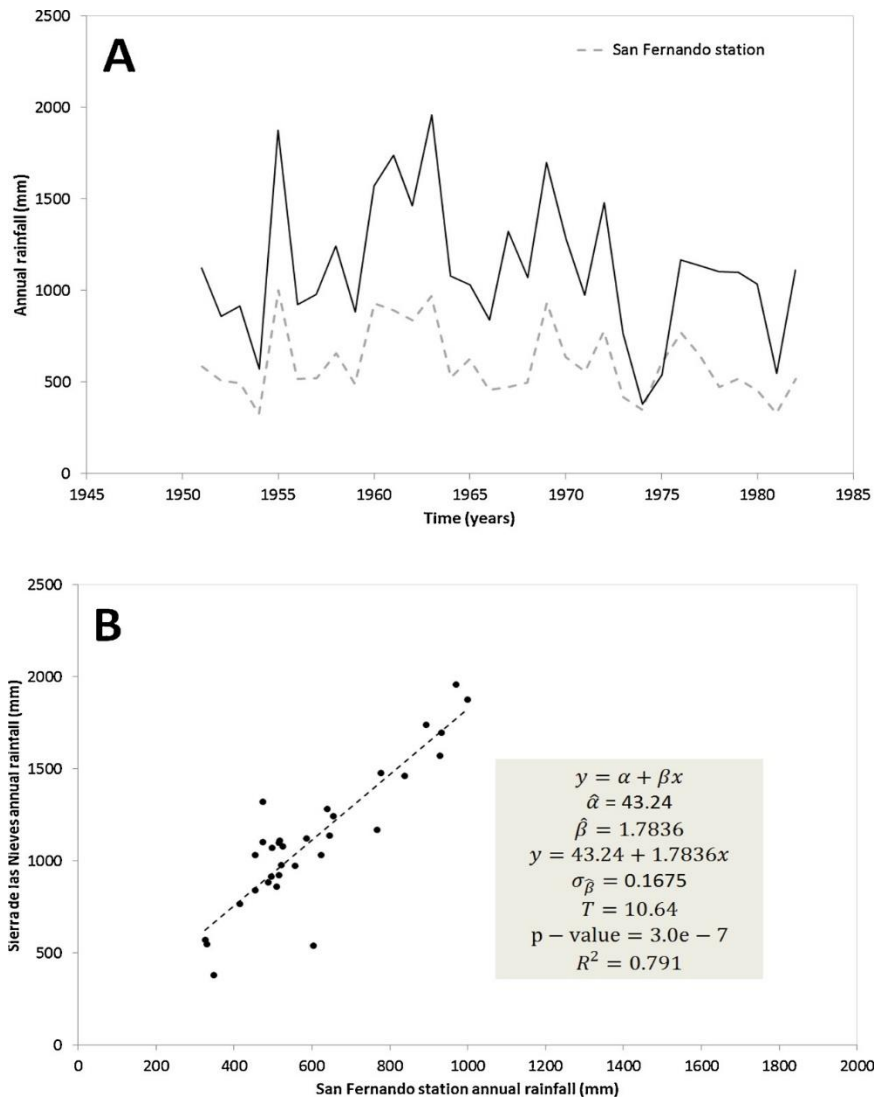 A
San Fernando station
2500
2000
1500
1000
500
0
Annual rainfall (mm)
1945 1950 1955 1960 1965 1970 1975 1980 1985
Time (years)
B
2500
2000
1500
1000
500
0
Sierra de las Nieves annual rainfall (mm)
y = α + βx
α̂ = 43.24
β̂ = 1.7836
y = 43.24 + 1.7836x
σ_β̂ = 0.1675
T = 10.64
p − value = 3.0e − 7
R² = 0.791
0 200 400 600 800 1000 1200 1400 1600 1800 2000
San Fernando station annual rainfall (mm)